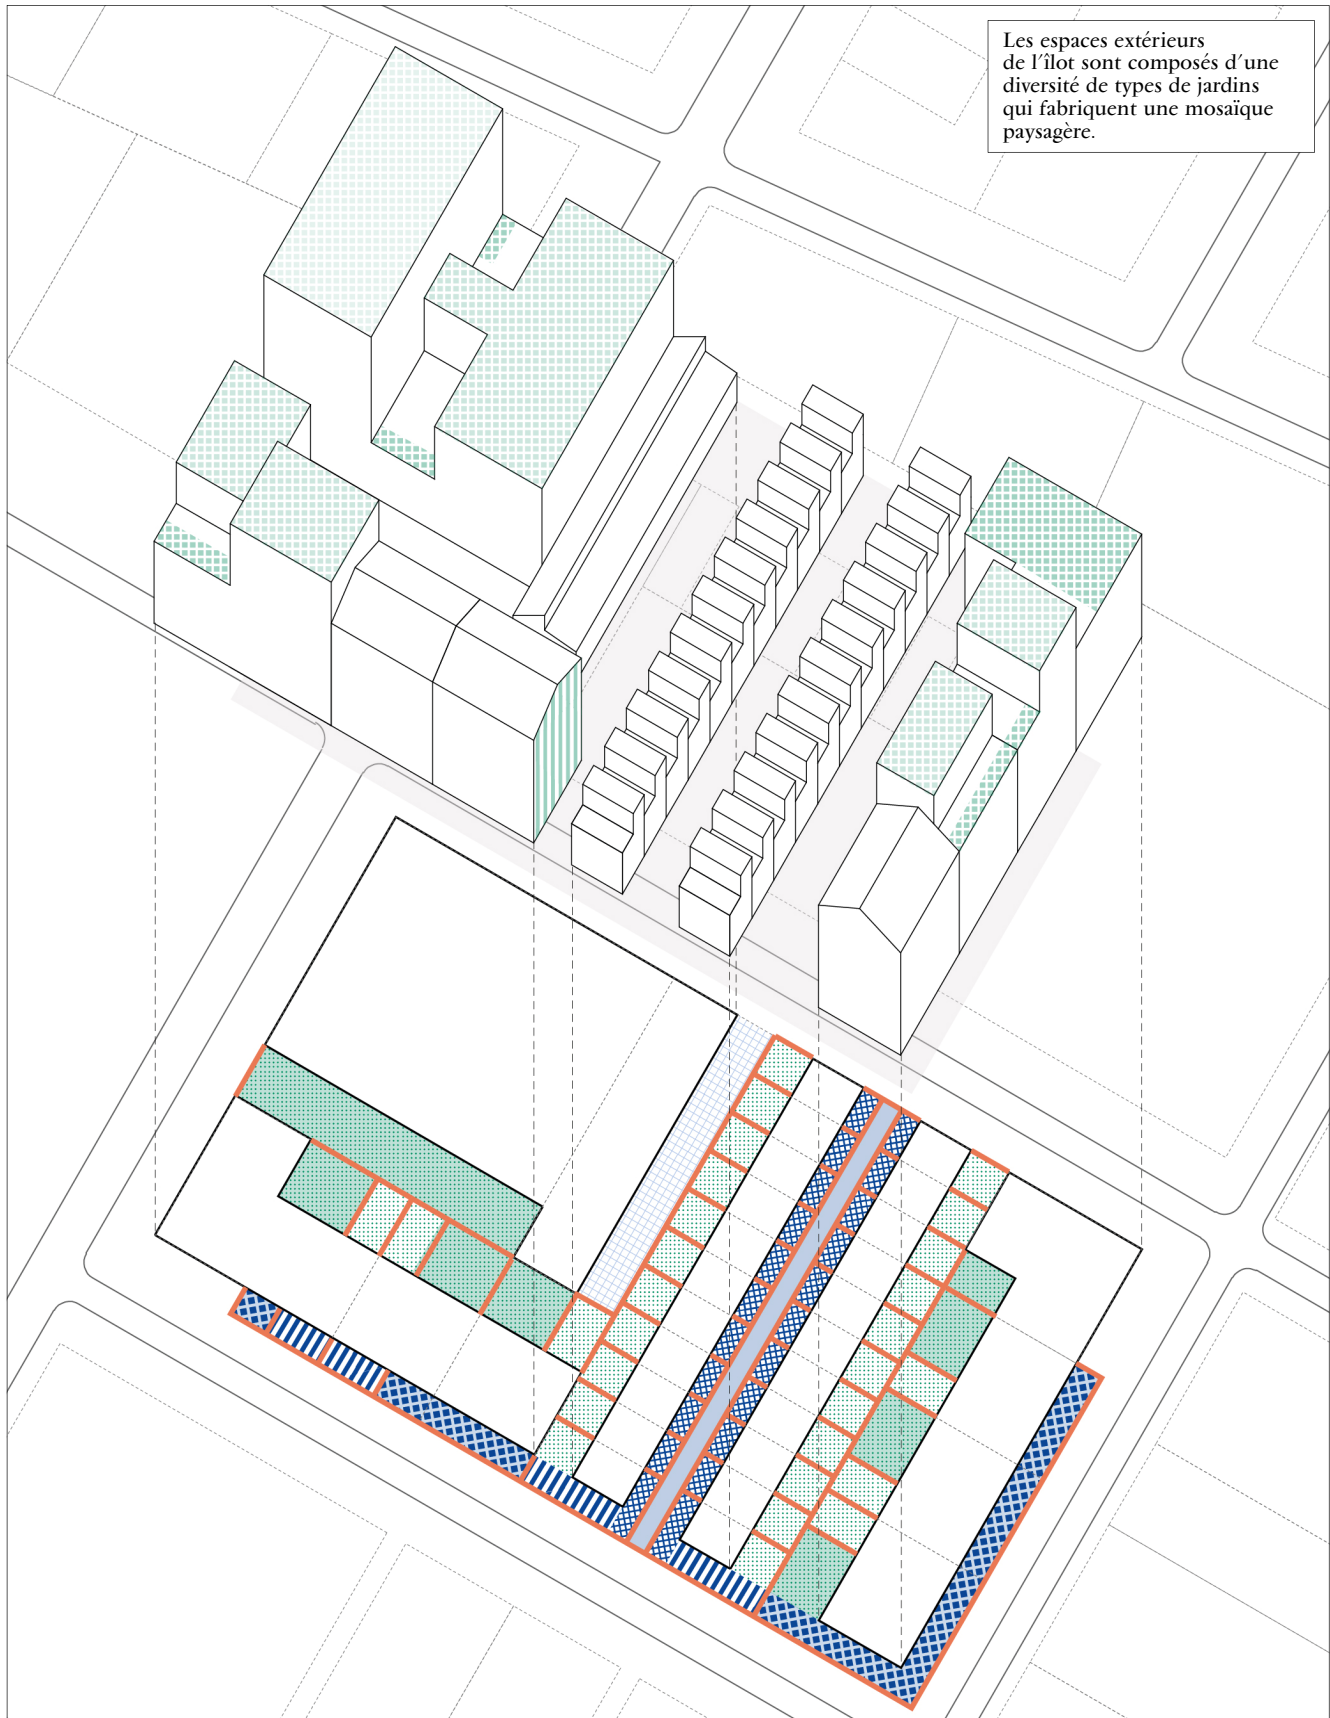 Les espaces extérieurs
de l'îlot sont composés d'une
diversité de types de jardins
qui fabriquent une mosaïque
paysagère.